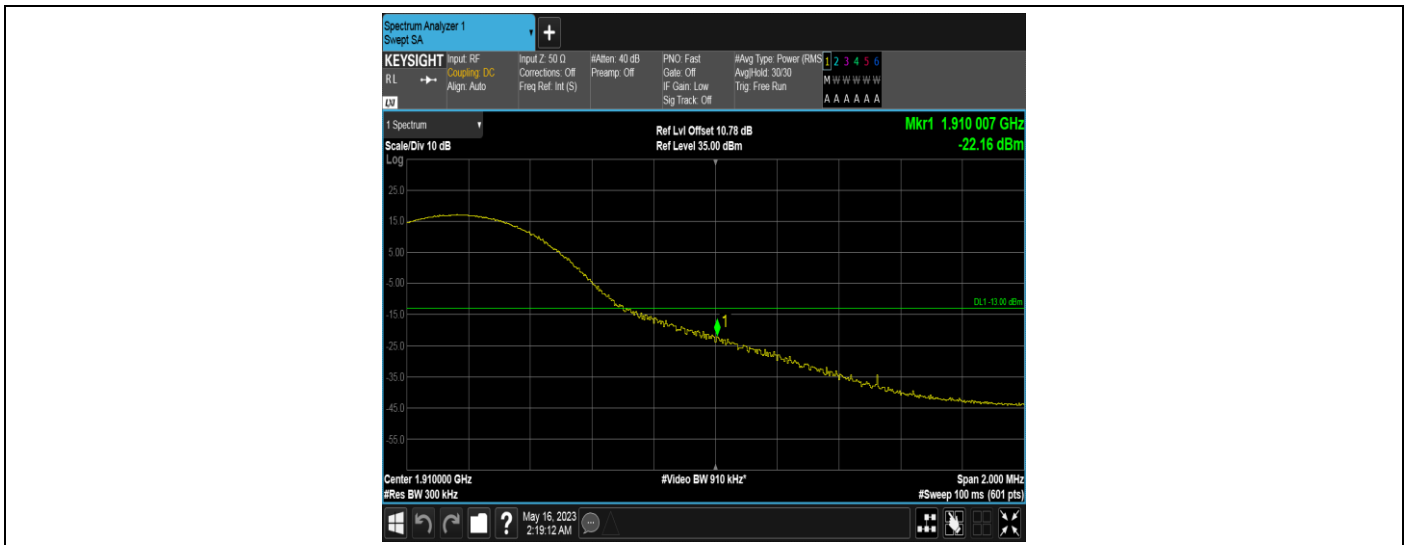 Spectrum Analyzer 1
Swept SA
+
KEYSIGHT
RL
LXI
Input: RF
Coupling: DC
Align: Auto
Input Z: 50 Ω
Corrections: Off
Freq Ref: Int (S)
#Atten: 40 dB
Preamp: Off
PNO: Fast
Gate: Off
IF Gain: Low
Sig Track: Off
#Avg Type: Power (RMS
Avg|Hold: 30/30
Trig: Free Run
1 2 3 4 5 6
M W W W W W
A A A A A A
1 Spectrum
Scale/Div 10 dB
Log
Ref Lvl Offset 10.78 dB
Ref Level 35.00 dBm
Mkr1 1.910 007 GHz
-22.16 dBm
25.0
15.0
5.00
-5.00
DL1 -13.00 dBm
-15.0
1
-25.0
-35.0
-45.0
-55.0
Center 1.910000 GHz
#Res BW 300 kHz
#Video BW 910 kHz*
Span 2.000 MHz
#Sweep 100 ms (601 pts)
?
May 16, 2023
2:19:12 AM